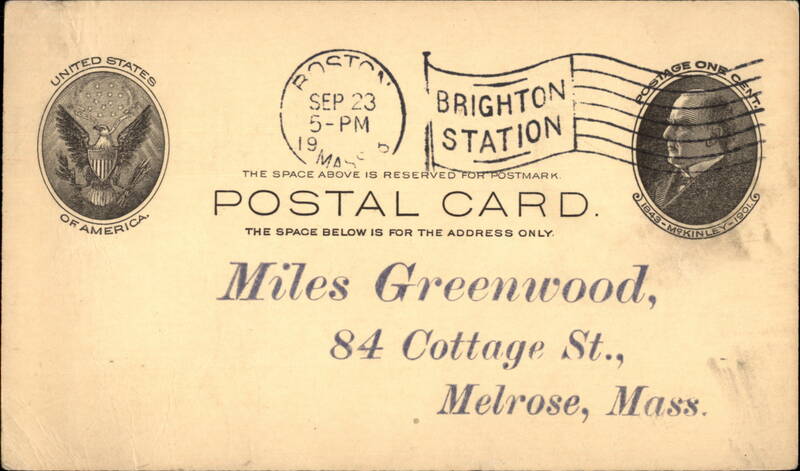 UNITED STATES
OF AMERICA.
BOSTON
SEP 23
5-PM
19
MASS
BRIGHTON
STATION
POSTAGE ONE CENT.
1843-McKINLEY-1901.
THE SPACE ABOVE IS RESERVED FOR POSTMARK.
POSTAL CARD.
THE SPACE BELOW IS FOR THE ADDRESS ONLY.
Miles Greenwood,
84 Cottage St.,
Melrose, Mass.